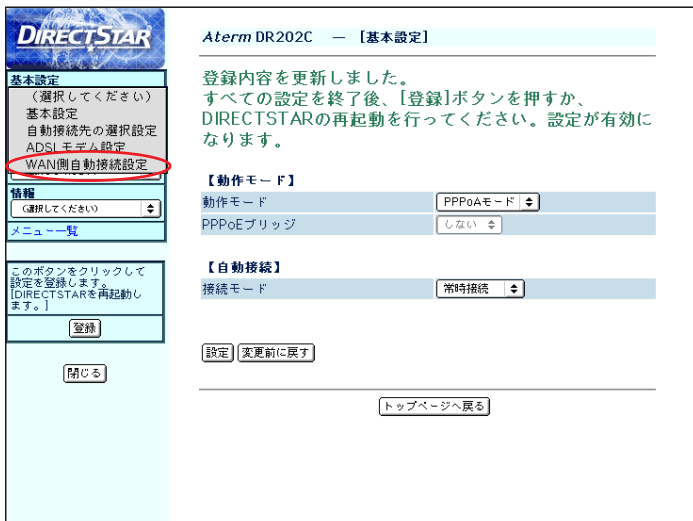 DIRECTSTAR
Aterm DR202C — [基本設定]
基本設定
(選択してください)
基本設定
自動接続先の選択設定
ADSLモデム設定
WAN側自動接続設定
情報
(選択してください)
メニュー一覧
このボタンをクリックして
設定を登録します。
[DIRECTSTARを再起動し
ます。]
登録
閉じる
登録内容を更新しました。
すべての設定を終了後、[登録]ボタンを押すか、
DIRECTSTARの再起動を行ってください。設定が有効に
なります。
【動作モード】
動作モード PPPoAモード
PPPoEブリッジ しない
【自動接続】
接続モード 常時接続
設定 変更前に戻す
トップページへ戻る